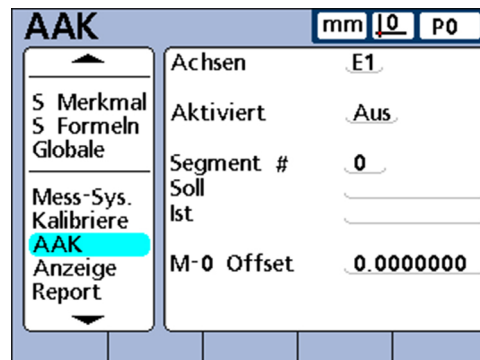 AAK
mm 0 P0
S Merkmal
S Formeln
Globale
Mess-Sys.
Kalibriere
AAK
Anzeige
Report
Achsen E1
Aktiviert Aus
Segment # 0
Soll
Ist
M-0 Offset 0.0000000